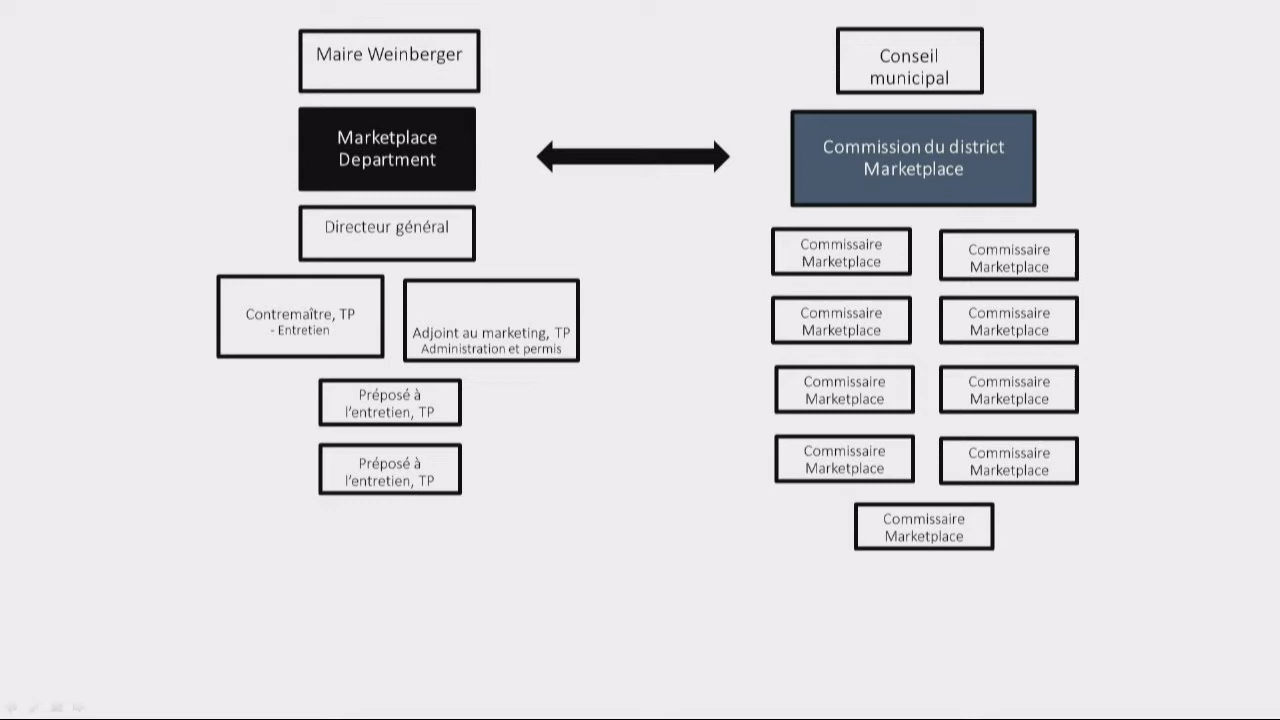 Maire Weinberger
Marketplace
Department
Directeur général
Contremaître, TP
- Entretien
Adjoint au marketing, TP
Administration et permis
Préposé à
l'entretien, TP
Préposé à
l'entretien, TP
Conseil
municipal
Commission du district
Marketplace
Commissaire
Marketplace
Commissaire
Marketplace
Commissaire
Marketplace
Commissaire
Marketplace
Commissaire
Marketplace
Commissaire
Marketplace
Commissaire
Marketplace
Commissaire
Marketplace
Commissaire
Marketplace